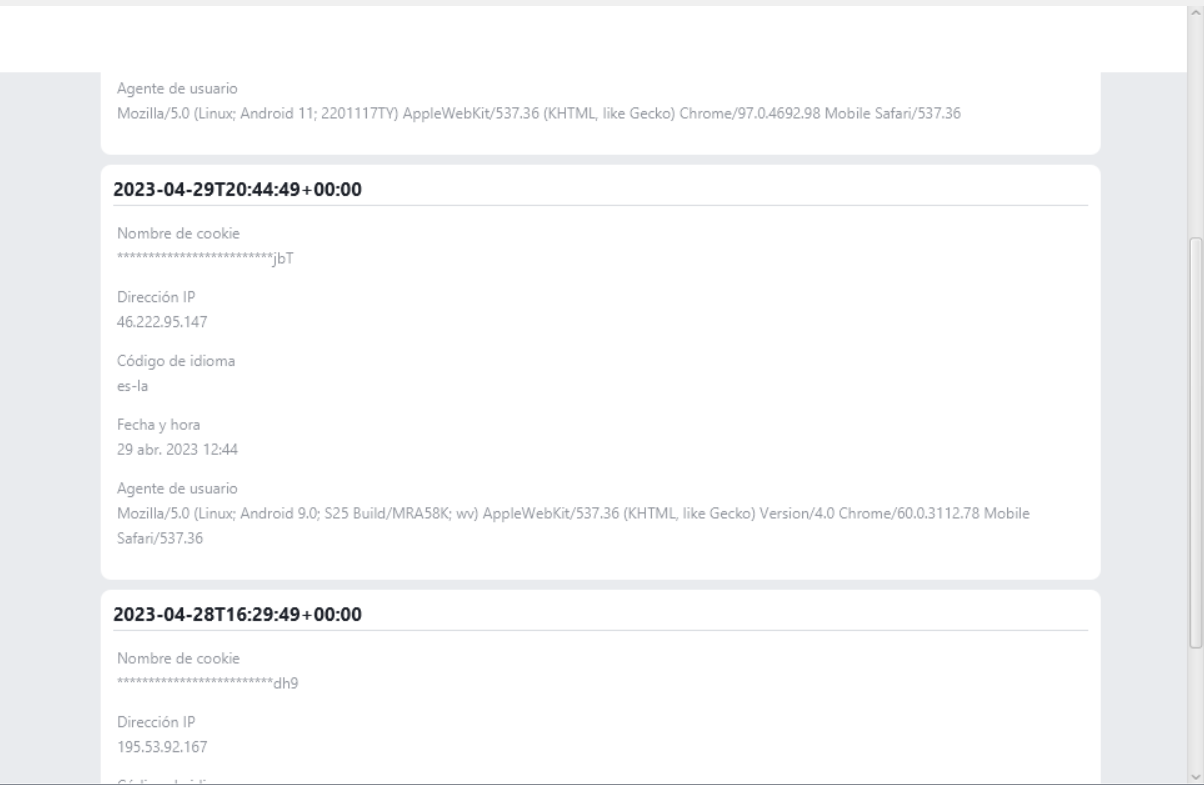 Agente de usuario
Mozilla/5.0 (Linux; Android 11; 2201117TY) AppleWebKit/537.36 (KHTML, like Gecko) Chrome/97.0.4692.98 Mobile Safari/537.36
2023-04-29T20:44:49+00:00
Nombre de cookie
*************************jbT
Dirección IP
46.222.95.147
Código de idioma
es-la
Fecha y hora
29 abr. 2023 12:44
Agente de usuario
Mozilla/5.0 (Linux; Android 9.0; S25 Build/MRA58K; wv) AppleWebKit/537.36 (KHTML, like Gecko) Version/4.0 Chrome/60.0.3112.78 Mobile
Safari/537.36
2023-04-28T16:29:49+00:00
Nombre de cookie
*************************dh9
Dirección IP
195.53.92.167